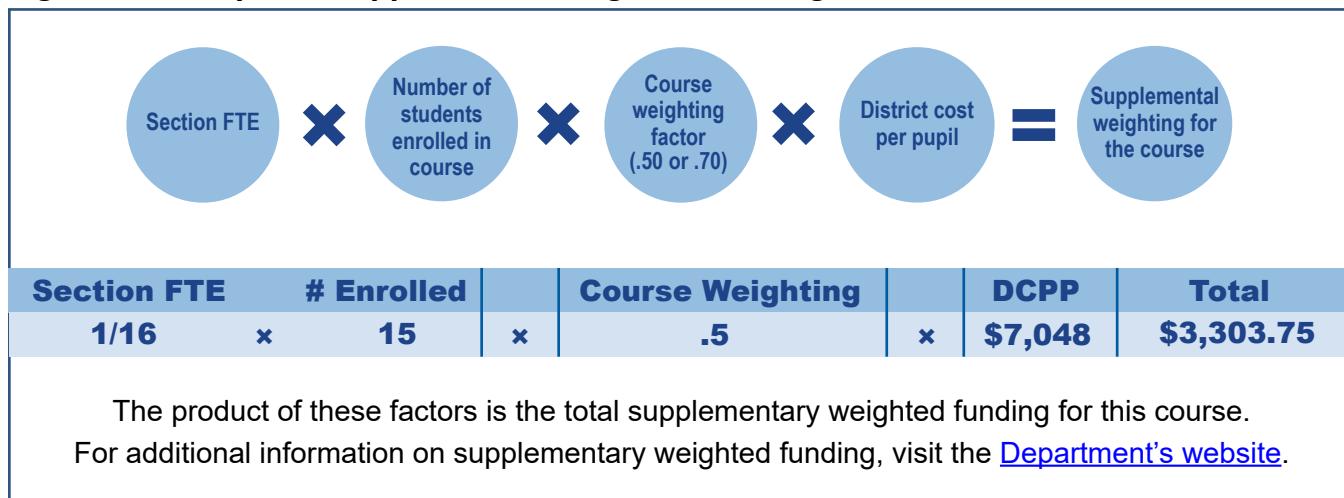 Section FTE
Number of
students
enrolled in
course
Course
weighting
factor
(.50 or .70)
District cost
per pupil
Supplemental
weighting for
the course
Section FTE # Enrolled Course Weighting DCPP Total
1/16 × 15 × .5 × $7,048 $3,303.75
The product of these factors is the total supplementary weighted funding for this course.
For additional information on supplementary weighted funding, visit the Department's website.